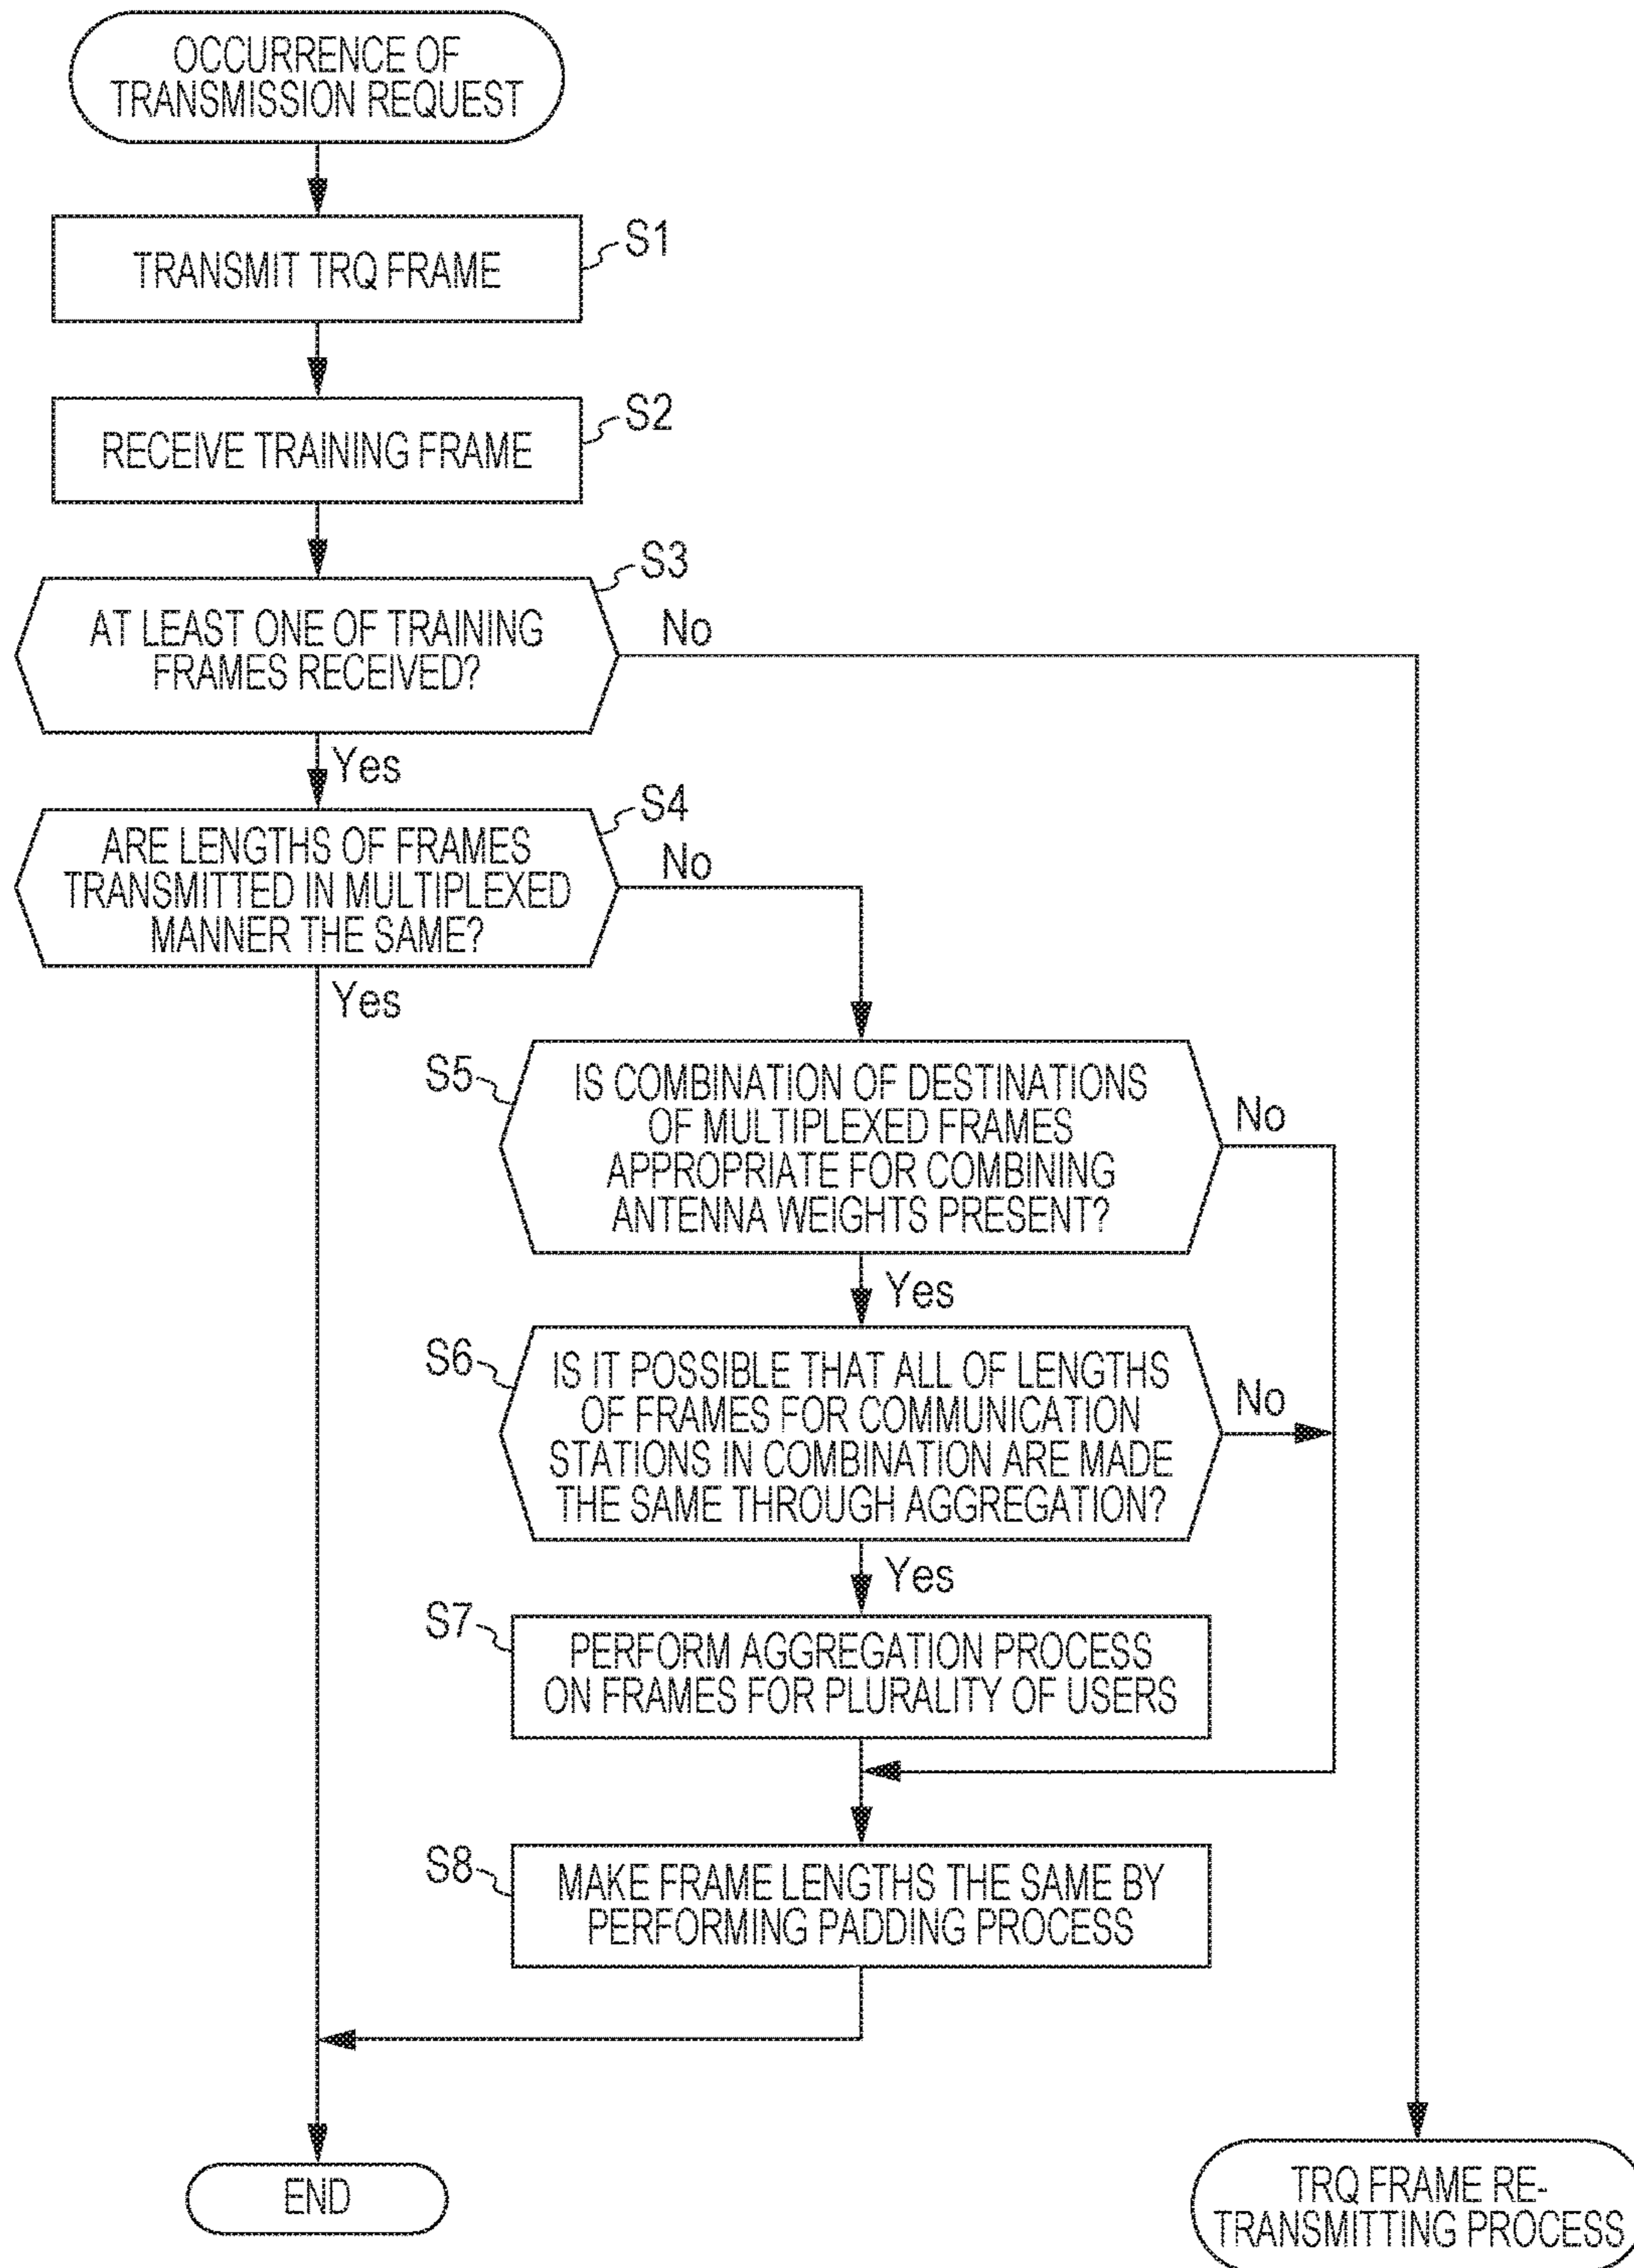 OCCURRENCE OF
TRANSMISSION REQUEST
TRANSMIT TRQ FRAME
S1
RECEIVE TRAINING FRAME
S2
S3
AT LEAST ONE OF TRAINING
FRAMES RECEIVED?
No
Yes
S4
ARE LENGTHS OF FRAMES
TRANSMITTED IN MULTIPLEXED
MANNER THE SAME?
No
Yes
S5
IS COMBINATION OF DESTINATIONS
OF MULTIPLEXED FRAMES
APPROPRIATE FOR COMBINING
ANTENNA WEIGHTS PRESENT?
No
Yes
S6
IS IT POSSIBLE THAT ALL OF LENGTHS
OF FRAMES FOR COMMUNICATION
STATIONS IN COMBINATION ARE MADE
THE SAME THROUGH AGGREGATION?
No
Yes
S7
PERFORM AGGREGATION PROCESS
ON FRAMES FOR PLURALITY OF USERS
S8
MAKE FRAME LENGTHS THE SAME BY
PERFORMING PADDING PROCESS
END
TRQ FRAME RE-
TRANSMITTING PROCESS